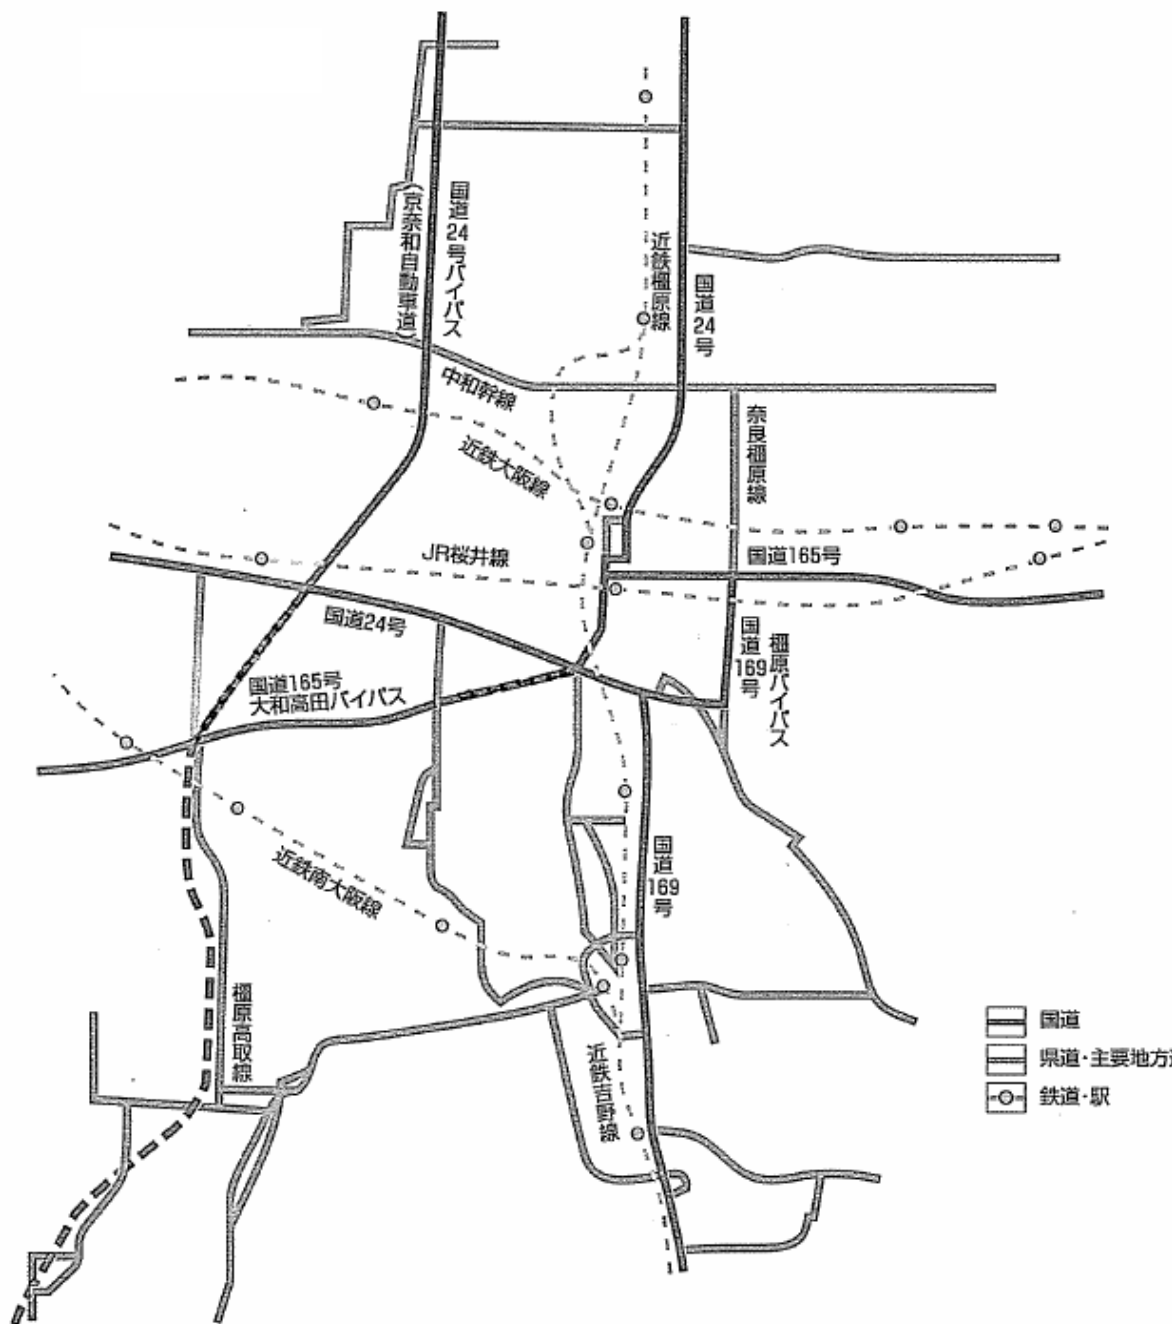 国道24号バイパス
(京奈和自動車道)
近鉄橿原線
国道24号
中和幹線
近鉄大阪線
奈良橿原線
JR桜井線
国道165号
国道24号
国道165号
大和高田バイパス
国道169号
橿原バイパス
国道169号
近鉄南大阪線
橿原高取線
近鉄吉野線
国道
県道・主要地方
鉄道・駅